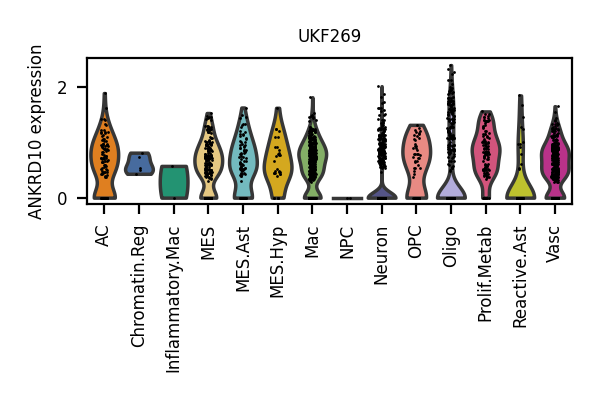 UKF269
ANKRD10 expression
2
0
AC
Chromatin.Reg
Inflammatory.Mac
MES
MES.Ast
MES.Hyp
Mac
NPC
Neuron
OPC
Oligo
Prolif.Metab
Reactive.Ast
Vasc